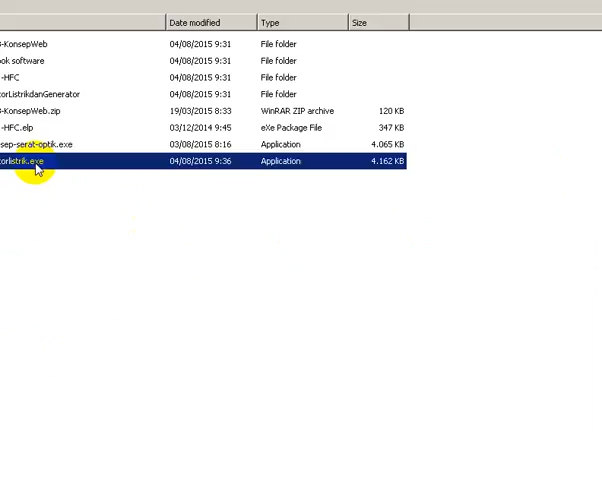 Date modified Type Size
-KonsepWeb 04/08/2015 9:31 File folder
ok software 04/08/2015 9:31 File folder
-HFC 04/08/2015 9:31 File folder
orListrikdanGenerator 04/08/2015 9:31 File folder
-KonsepWeb.zip 19/03/2015 8:33 WinRAR ZIP archive 120 KB
-HFC.elp 03/12/2014 9:45 eXe Package File 347 KB
sep-serat-optik.exe 03/08/2015 8:16 Application 4.065 KB
torlistrik.exe 04/08/2015 9:36 Application 4.162 KB